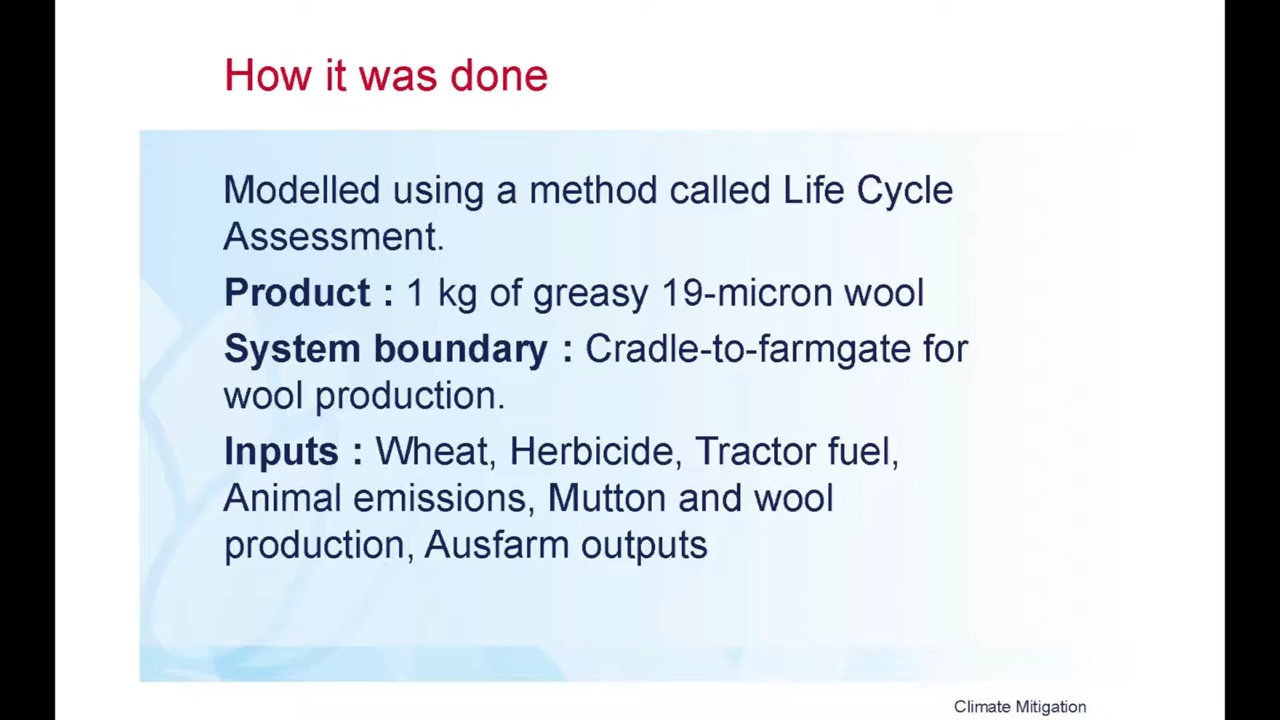 How it was done
Modelled using a method called Life Cycle
Assessment.
Product : 1 kg of greasy 19-micron wool
System boundary : Cradle-to-farmgate for
wool production.
Inputs : Wheat, Herbicide, Tractor fuel,
Animal emissions, Mutton and wool
production, Ausfarm outputs
Climate Mitigation